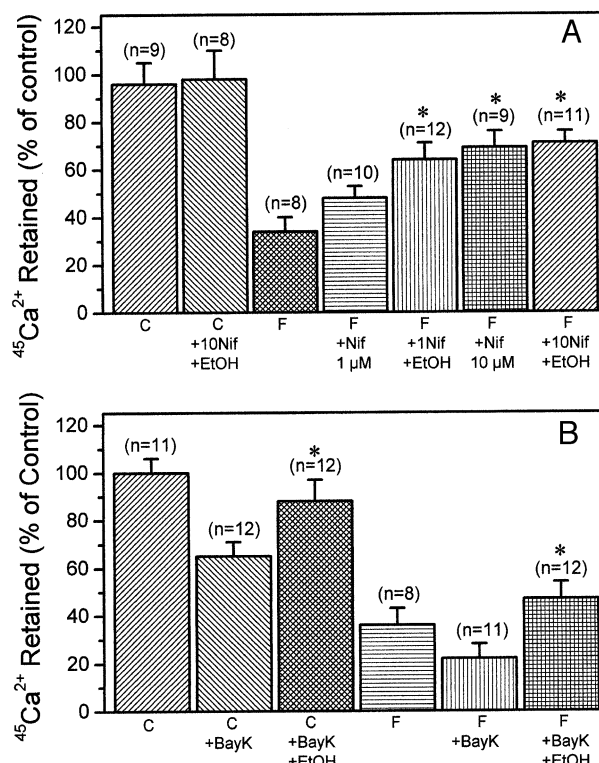 A
⁴⁵Ca²⁺ Retained (% of control)
120
100
80
60
40
20
0
(n=9)
(n=8)
(n=8)
(n=10)
*
(n=12)
*
(n=9)
*
(n=11)
C
C
+10Nif
+EtOH
F
F
+Nif
1 µM
F
+1Nif
+EtOH
F
+Nif
10 µM
F
+10Nif
+EtOH
B
⁴⁵Ca²⁺ Retained (% of Control)
120
100
80
60
40
20
0
(n=11)
(n=12)
*
(n=12)
(n=8)
(n=11)
*
(n=12)
C
C
+BayK
C
+BayK
+EtOH
F
F
+BayK
F
+BayK
+EtOH